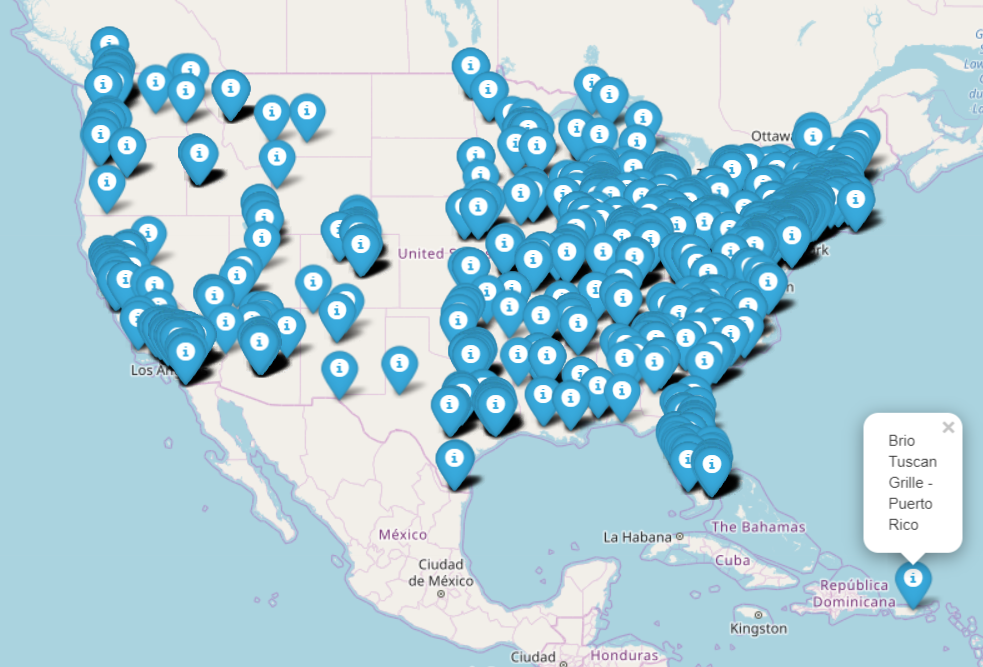 Ottawa
United S
rk
n
Los An
México
Ciudad
de México
La Habana
The Bahamas
Cuba
República
Dominicana
Kingston
Ciudad
Honduras
Brio
Tuscan
Grille -
Puerto
Rico